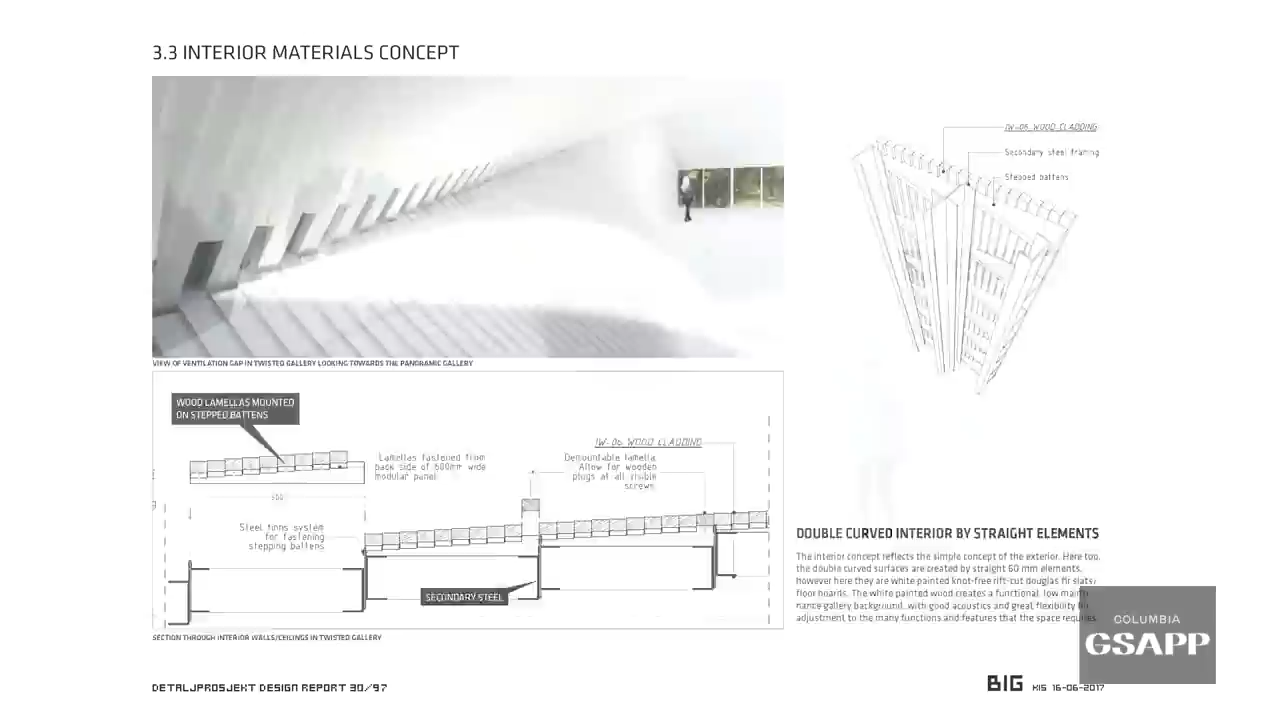 3.3 INTERIOR MATERIALS CONCEPT
IW-06 WOOD CLADDING
Secondary steel framing
Stepped battens
VIEW OF VENTILATION GAP IN TWISTED GALLERY LOOKING TOWARDS THE PANORAMIC GALLERY
WOOD LAMELLAS MOUNTED
ON STEPPED BATTENS
Lamellas fastened from
back side of 600mm wide
modular panel
IW-06 WOOD CLADDING
Demountable lamella
Allow for wooden
plugs at all visible
screws
600
Steel finns system
for fastening
stepping battens
SECONDARY STEEL
SECTION THROUGH INTERIOR WALLS/CEILINGS IN TWISTED GALLERY
DOUBLE CURVED INTERIOR BY STRAIGHT ELEMENTS
The interior concept reflects the simple concept of the exterior. Here too,
the double curved surfaces are created by straight 60 mm elements,
however here they are white painted knot-free rift-cut douglas fir slats/
floor boards. The white painted wood creates a functional, low
nance gallery background, with good acoustics and great flexibility
adjustment to the many functions and features that the space requires.
COLUMBIA
GSAPP
DETALJPROSJEKT DESIGN REPORT 30/97
BIG KIS 16-06-2017